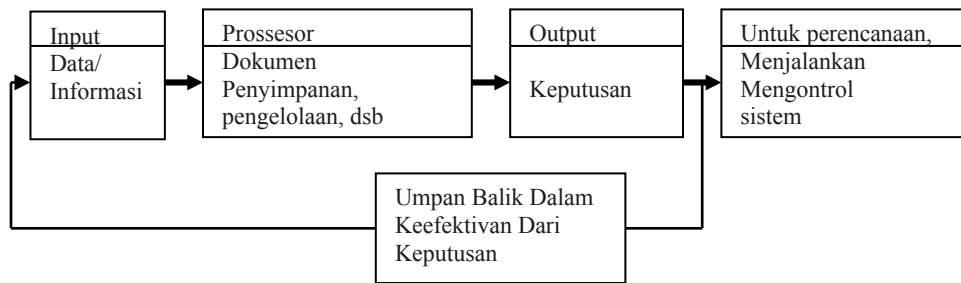 Input
Data/
Informasi
Prossesor
Dokumen
Penyimpanan,
pengelolaan, dsb
Output
Keputusan
Untuk perencanaan,
Menjalankan
Mengontrol
sistem
Umpan Balik Dalam
Keefektivan Dari
Keputusan